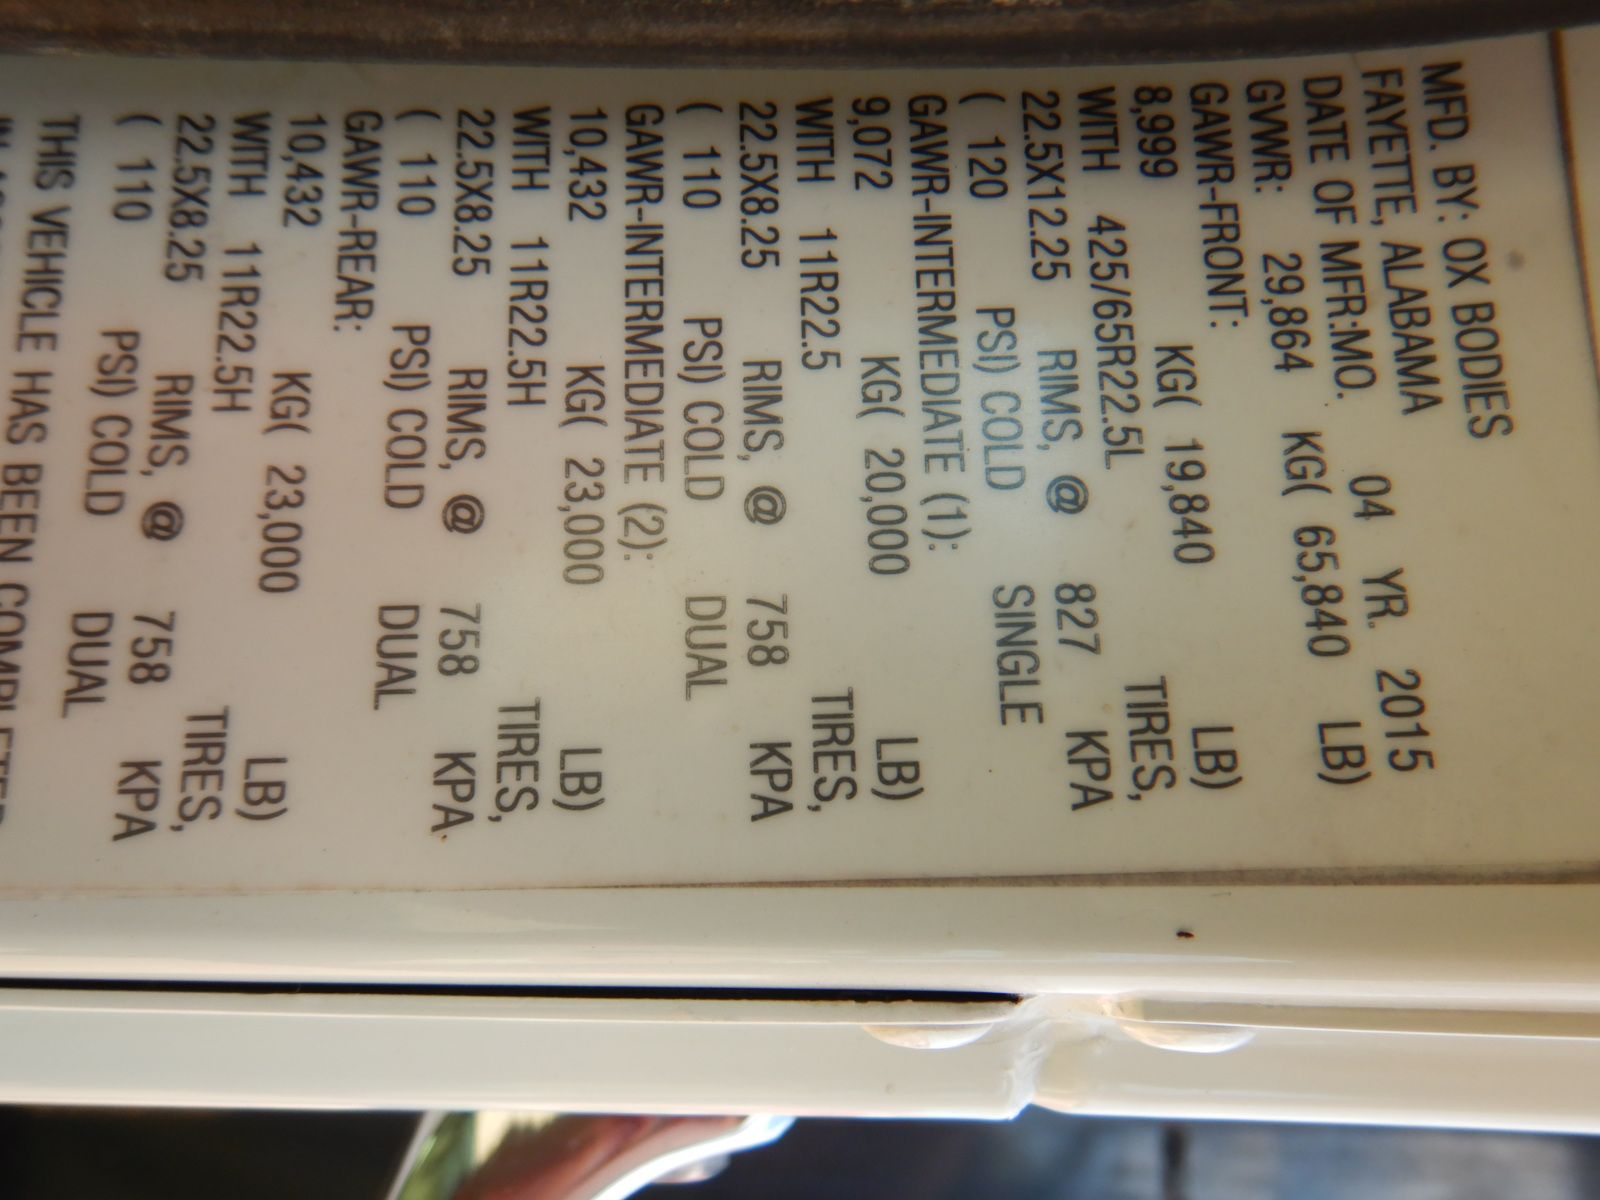 MFD. BY: OX BODIES
FAYETTE, ALABAMA
DATE OF MFR:MO. 04 YR. 2015
GVWR: 29,864 KG( 65,840 LB)
GAWR-FRONT:
8,999 KG( 19,840 LB)
WITH 425/65R22.5L TIRES,
22.5X12.25 RIMS, @ 827 KPA
( 120 PSI) COLD SINGLE
GAWR-INTERMEDIATE (1):
9,072 KG( 20,000 LB)
WITH 11R22.5 TIRES,
22.5X8.25 RIMS, @ 758 KPA
( 110 PSI) COLD DUAL
GAWR-INTERMEDIATE (2):
10,432 KG( 23,000 LB)
WITH 11R22.5H TIRES,
22.5X8.25 RIMS, @ 758 KPA
( 110 PSI) COLD DUAL
GAWR-REAR:
10,432 KG( 23,000 LB)
WITH 11R22.5H TIRES,
22.5X8.25 RIMS, @ 758 KPA
( 110 PSI) COLD DUAL
THIS VEHICLE HAS BEEN COMPLETED